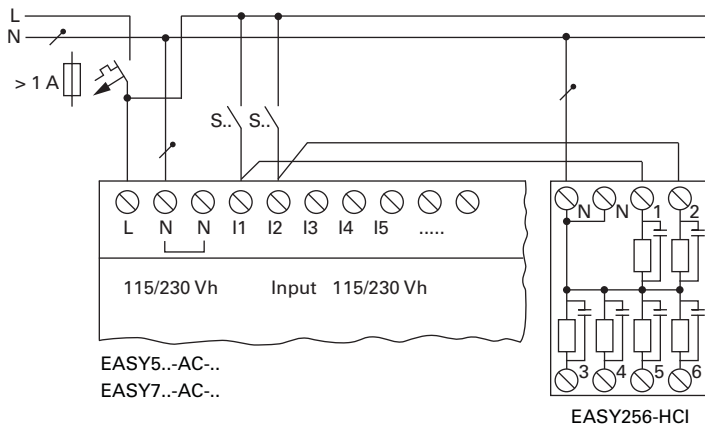 L
N
> 1 A
S.. S..
L N N I1 I2 I3 I4 I5 .....
N N 1 2
115/230 Vh Input 115/230 Vh
3 4 5 6
EASY5..-AC-..
EASY7..-AC-..
EASY256-HCI